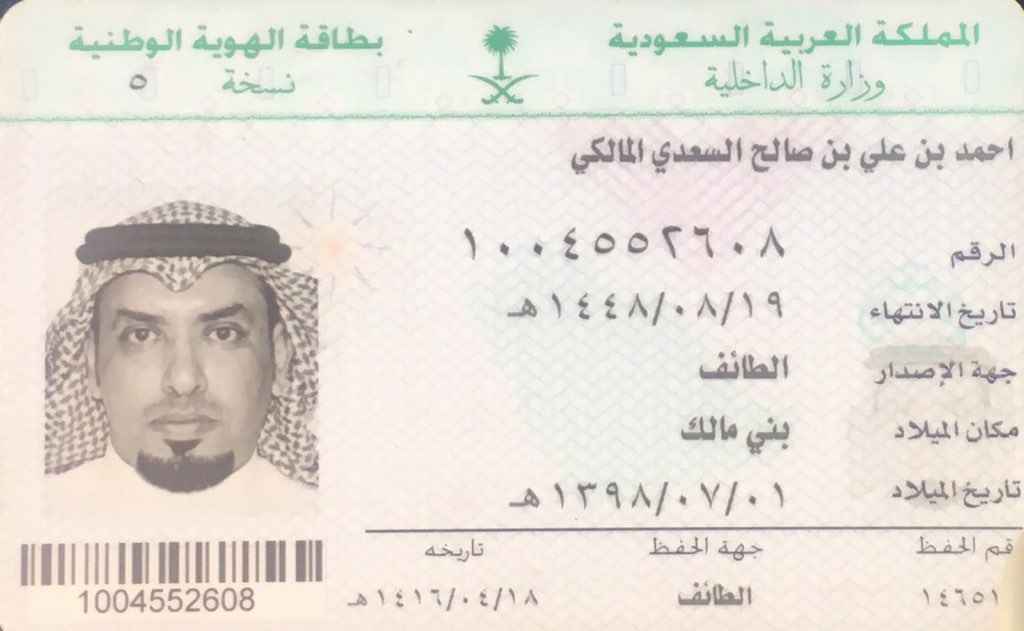 المملكة العربية السعودية
بطاقة الهوية الوطنية
وزارة الداخلية
نسخة ٥
احمد بن علي بن صالح السعدي المالكي
الرقم ١٠٠٤٥٥٢٦٠٨
تاريخ الانتهاء ١٤٤٨/٠٨/١٩هـ
جهة الإصدار الطائف
مكان الميلاد بني مالك
تاريخ الميلاد ١٣٩٨/٠٧/٠١هـ
قم الحفظ جهة الحفظ تاريخه
١٤٦٥١ الطائف ١٤١٦/٠٤/١٨هـ
1004552608